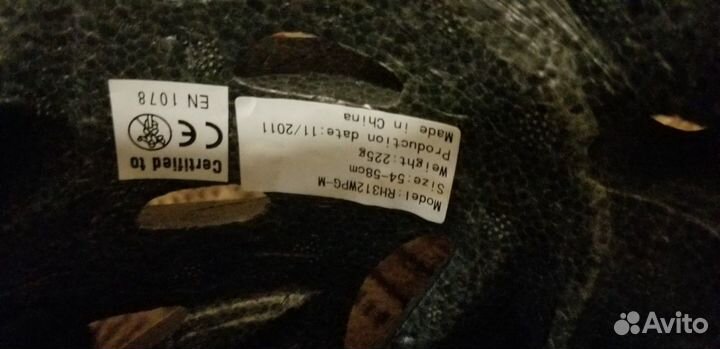 Certified to
CE
EN 1078
Model:RH312WPG-M
Size:54-58cm
Weight:225g
Production date:11/2011
Made in China
Avito